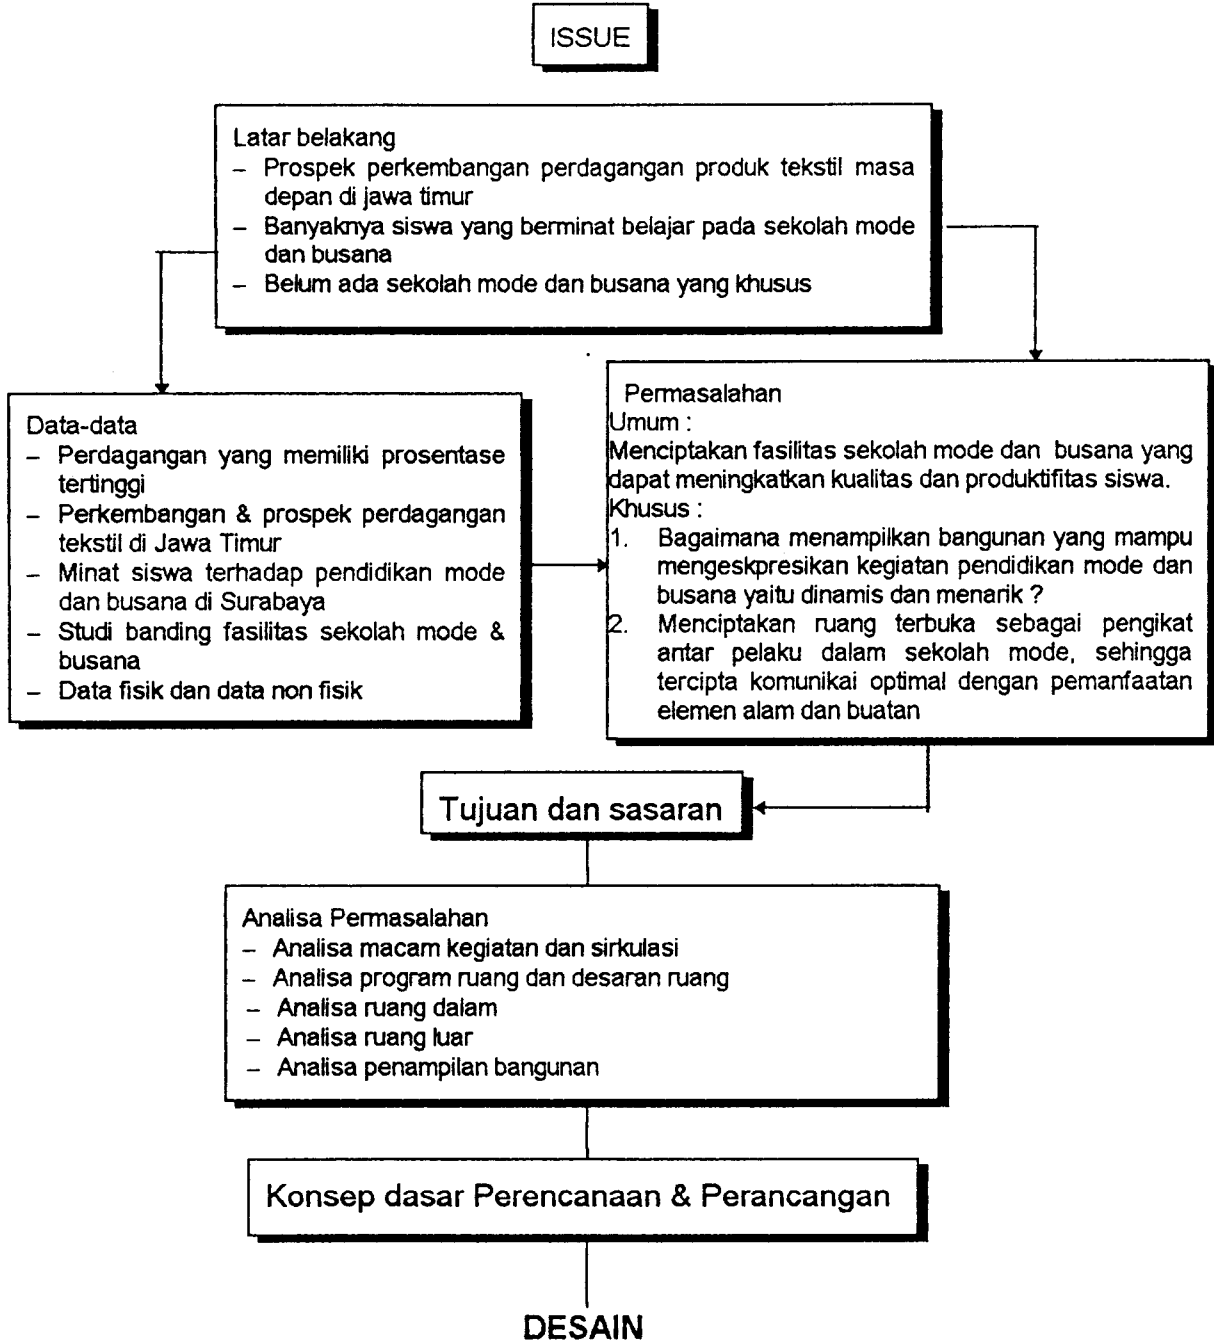 ISSUE
Latar belakang
– Prospek perkembangan perdagangan produk tekstil masa
depan di jawa timur
– Banyaknya siswa yang berminat belajar pada sekolah mode
dan busana
– Belum ada sekolah mode dan busana yang khusus
Data-data
– Perdagangan yang memiliki prosentase
tertinggi
– Perkembangan & prospek perdagangan
tekstil di Jawa Timur
– Minat siswa terhadap pendidikan mode
dan busana di Surabaya
– Studi banding fasilitas sekolah mode &
busana
– Data fisik dan data non fisik
Permasalahan
Umum :
Menciptakan fasilitas sekolah mode dan busana yang
dapat meningkatkan kualitas dan produktifitas siswa.
Khusus :
1. Bagaimana menampilkan bangunan yang mampu
mengeskpresikan kegiatan pendidikan mode dan
busana yaitu dinamis dan menarik ?
2. Menciptakan ruang terbuka sebagai pengikat
antar pelaku dalam sekolah mode, sehingga
tercipta komunikai optimal dengan pemanfaatan
elemen alam dan buatan
Tujuan dan sasaran
Analisa Permasalahan
– Analisa macam kegiatan dan sirkulasi
– Analisa program ruang dan desaran ruang
– Analisa ruang dalam
– Analisa ruang luar
– Analisa penampilan bangunan
Konsep dasar Perencanaan & Perancangan
DESAIN